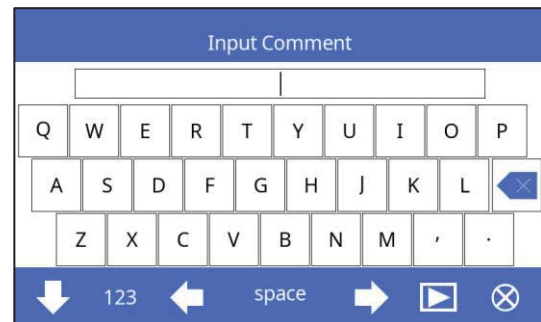 Input Comment
Q W E R T Y U I O P
A S D F G H J K L
Z X C V B N M , .
123 space